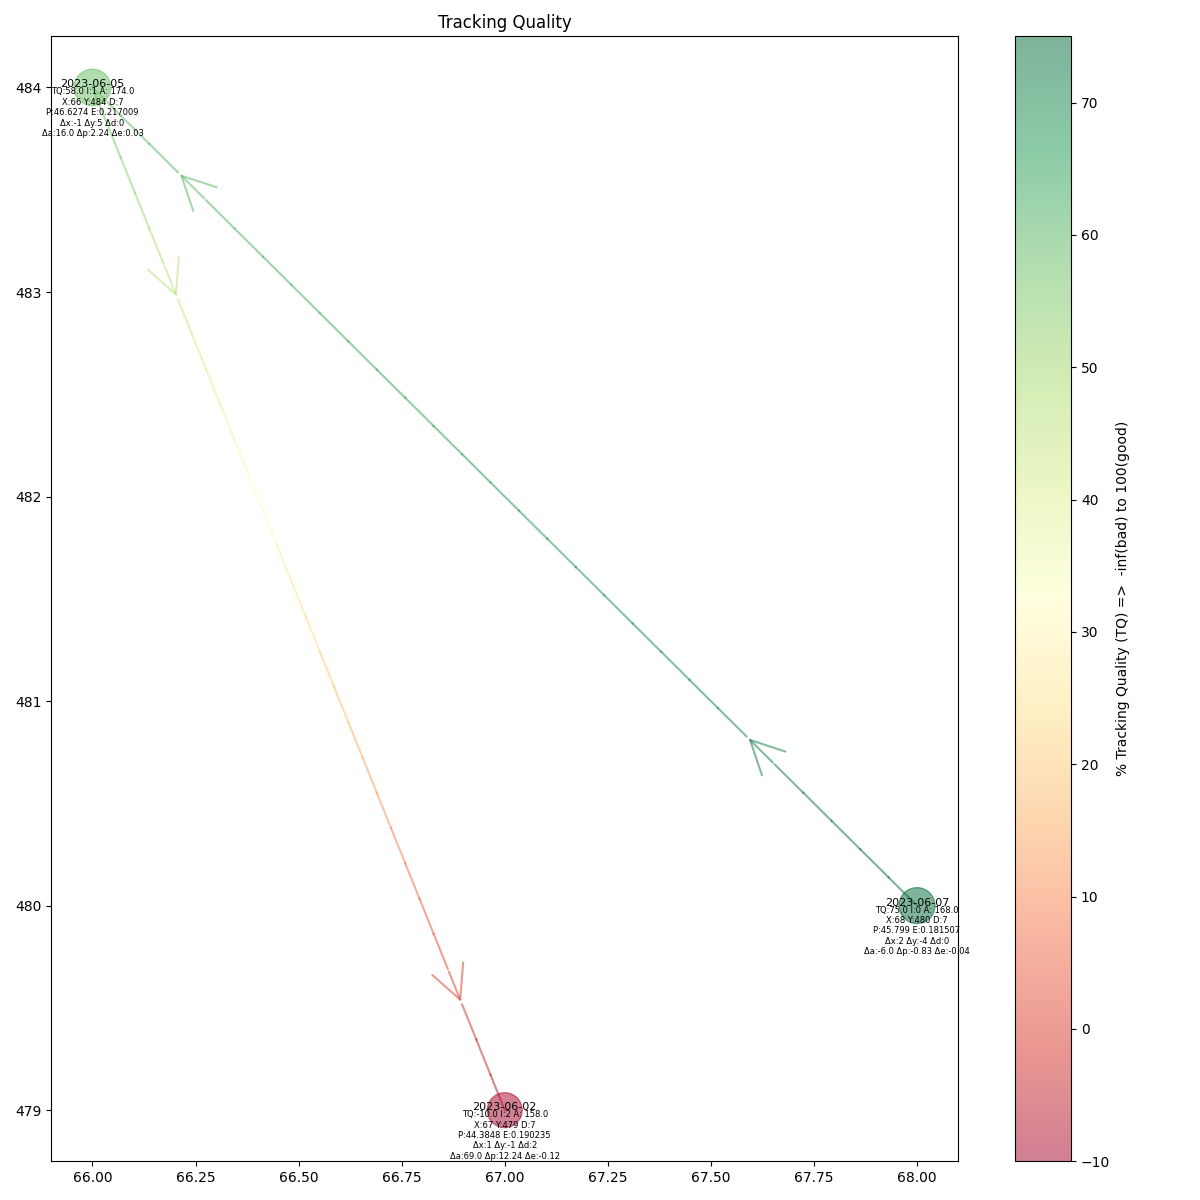 Tracking Quality
484
483
482
481
480
479
66.00
66.25
66.50
66.75
67.00
67.25
67.50
67.75
68.00
2023-06-05
TQ:58.0 I:1 A: 174.0
X:66 Y:484 D:7
P:46.6274 E:0.217009
Δx:-1 Δy:5 Δd:0
Δa:16.0 Δp:2.24 Δe:0.03
2023-06-07
TQ:75.0 I:0 A: 168.0
X:68 Y:480 D:7
P:45.799 E:0.181507
Δx:2 Δy:-4 Δd:0
Δa:-6.0 Δp:-0.83 Δe:-0.04
2023-06-02
TQ:-10.0 I:2 A: 158.0
X:67 Y:479 D:7
P:44.3848 E:0.190235
Δx:1 Δy:-1 Δd:2
Δa:69.0 Δp:12.24 Δe:-0.12
70
60
50
40
30
20
10
0
−10
% Tracking Quality (TQ) => -inf(bad) to 100(good)